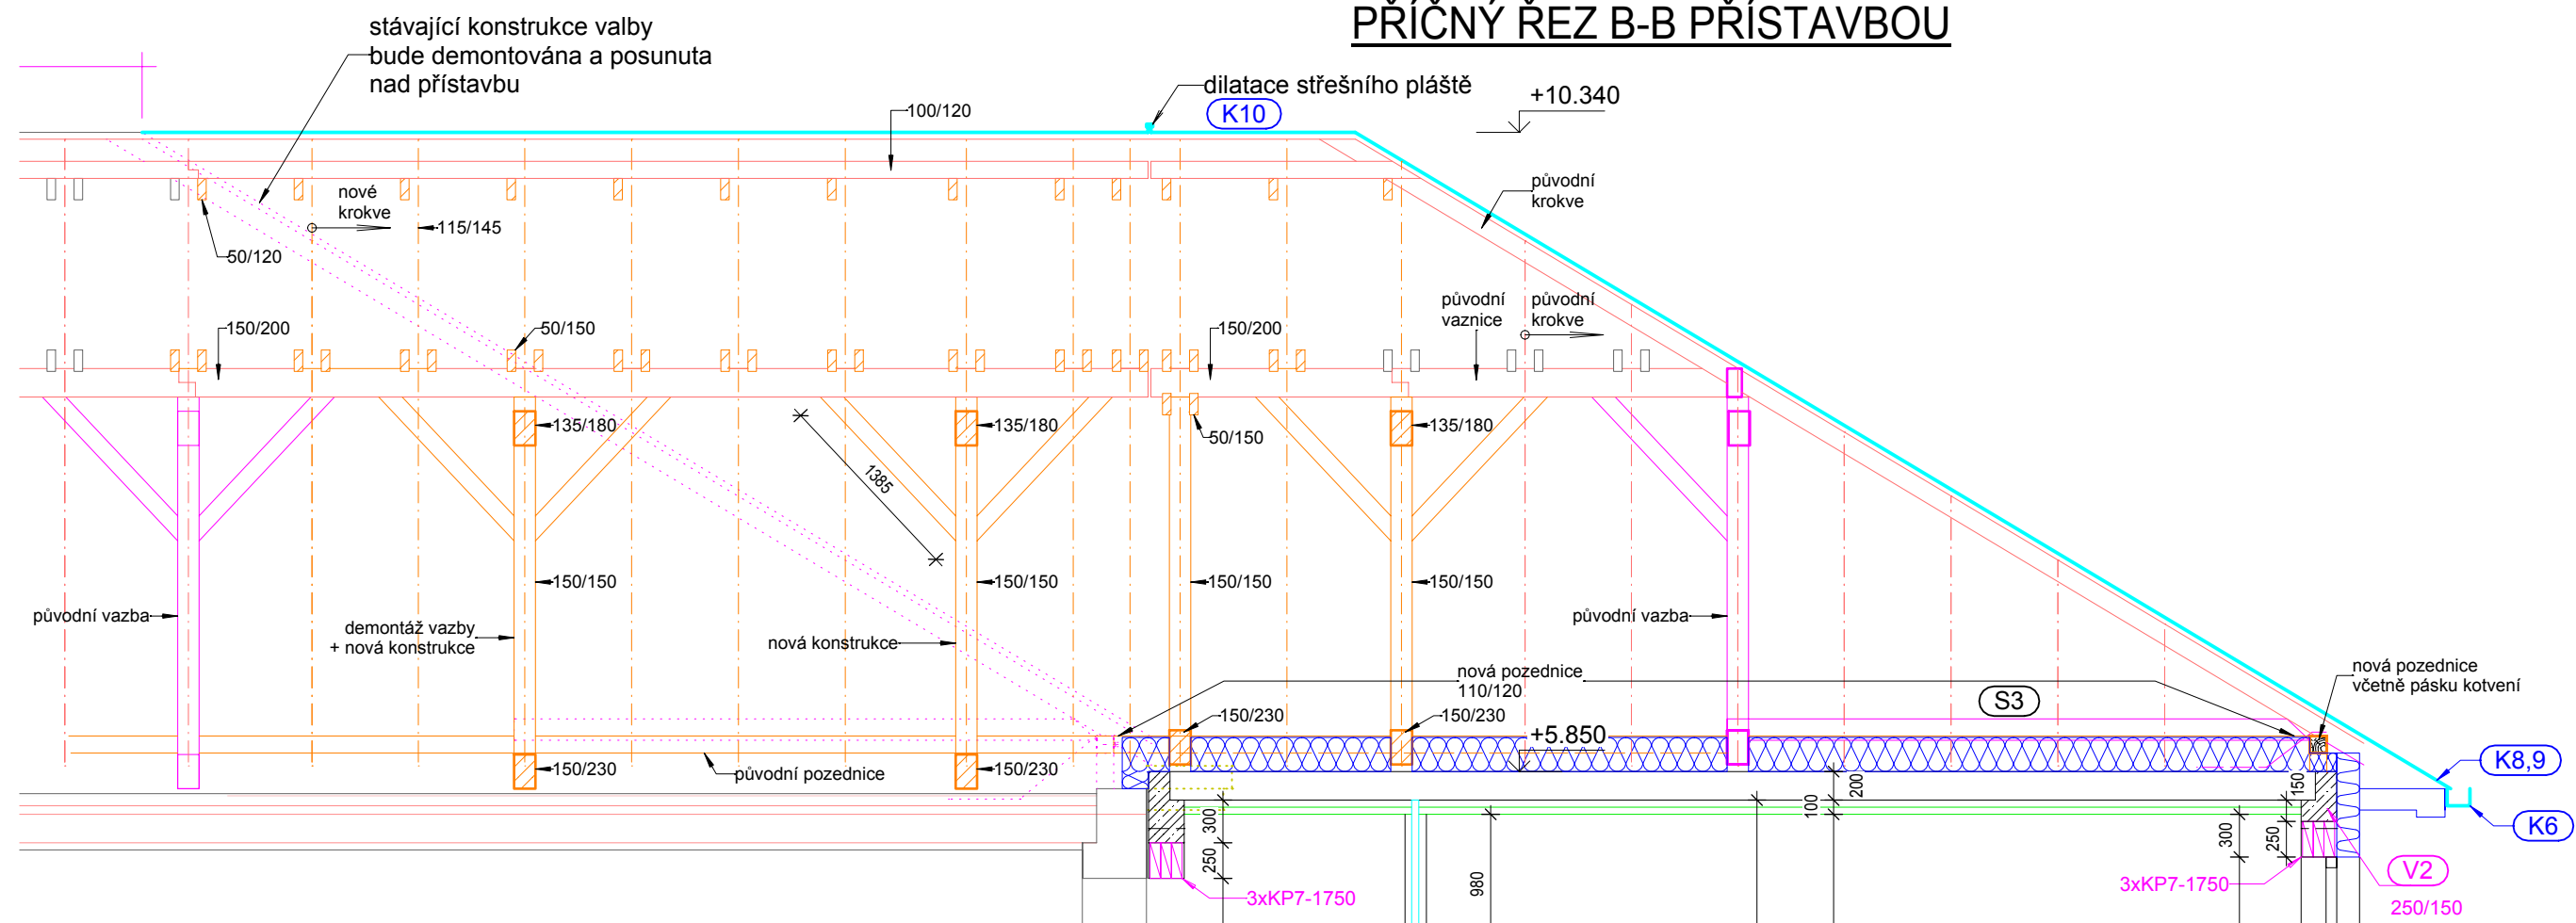 PŘÍČNÝ ŘEZ B-B PŘÍSTAVBOU
stávající konstrukce valby
bude demontována a posunuta
nad přístavbu
dilatace střešního pláště
K10
+10.340
100/120
nové
krokve
115/145
50/120
původní
krokve
150/200
50/150
150/200
původní
vaznice
původní
krokve
135/180
135/180
50/150
135/180
1385
150/150
150/150
150/150
150/150
původní vazba
demontáž vazby
+ nová konstrukce
nová konstrukce
původní vazba
nová pozednice
110/120
S3
nová pozednice
včetně pásku kotvení
150/230
150/230
+5.850
150/230
původní pozednice
150/230
K8,9
K6
200
100
150
300
250
980
300
250
3xKP7-1750
3xKP7-1750
V2
250/150